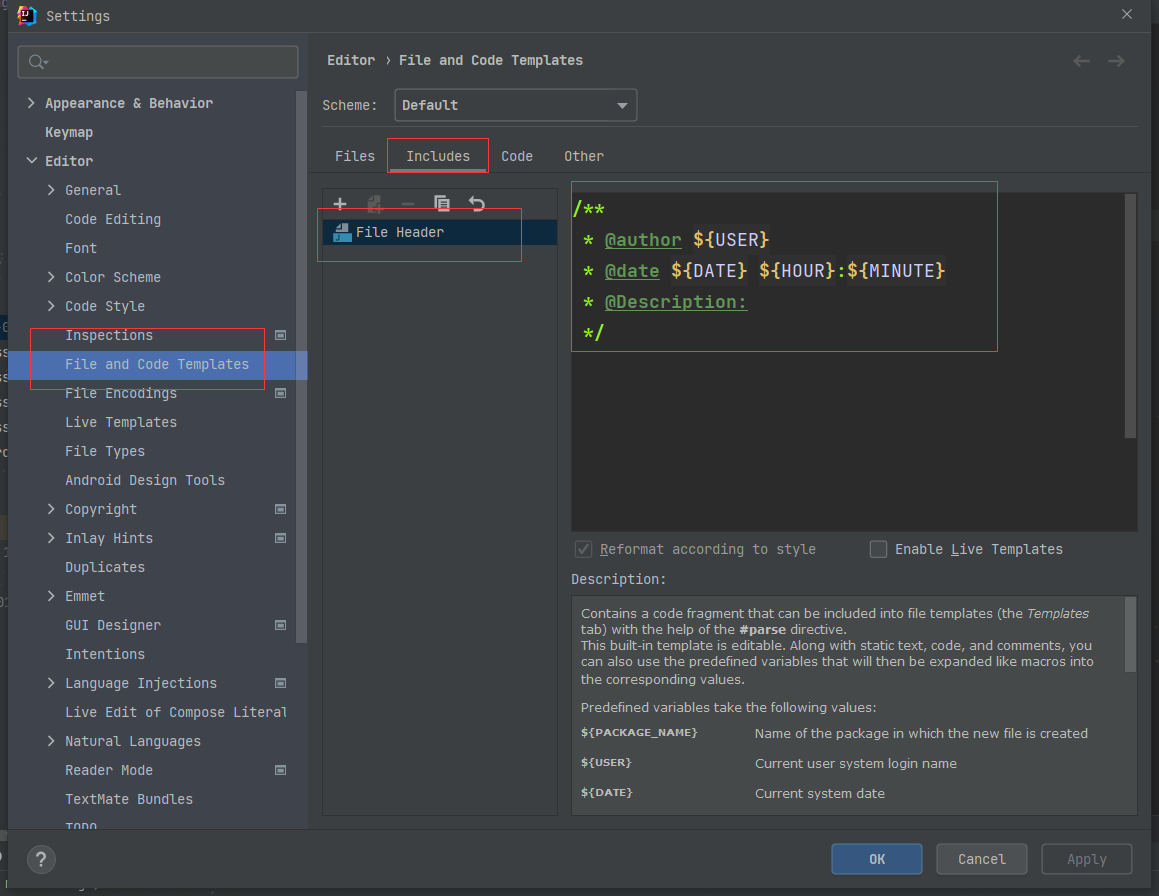 Settings
Appearance & Behavior
Keymap
Editor
General
Code Editing
Font
Color Scheme
Code Style
Inspections
File and Code Templates
File Encodings
Live Templates
File Types
Android Design Tools
Copyright
Inlay Hints
Duplicates
Emmet
GUI Designer
Intentions
Language Injections
Live Edit of Compose Literal
Natural Languages
Reader Mode
TextMate Bundles
TODO
Editor › File and Code Templates
Scheme: Default
Files Includes Code Other
File Header
/**
* @author ${USER}
* @date ${DATE} ${HOUR}:${MINUTE}
* @Description:
*/
Reformat according to style Enable Live Templates
Description:
Contains a code fragment that can be included into file templates (the Templates
tab) with the help of the #parse directive.
This built-in template is editable. Along with static text, code, and comments, you
can also use the predefined variables that will then be expanded like macros into
the corresponding values.
Predefined variables take the following values:
${PACKAGE_NAME} Name of the package in which the new file is created
${USER} Current user system login name
${DATE} Current system date
? OK Cancel Apply